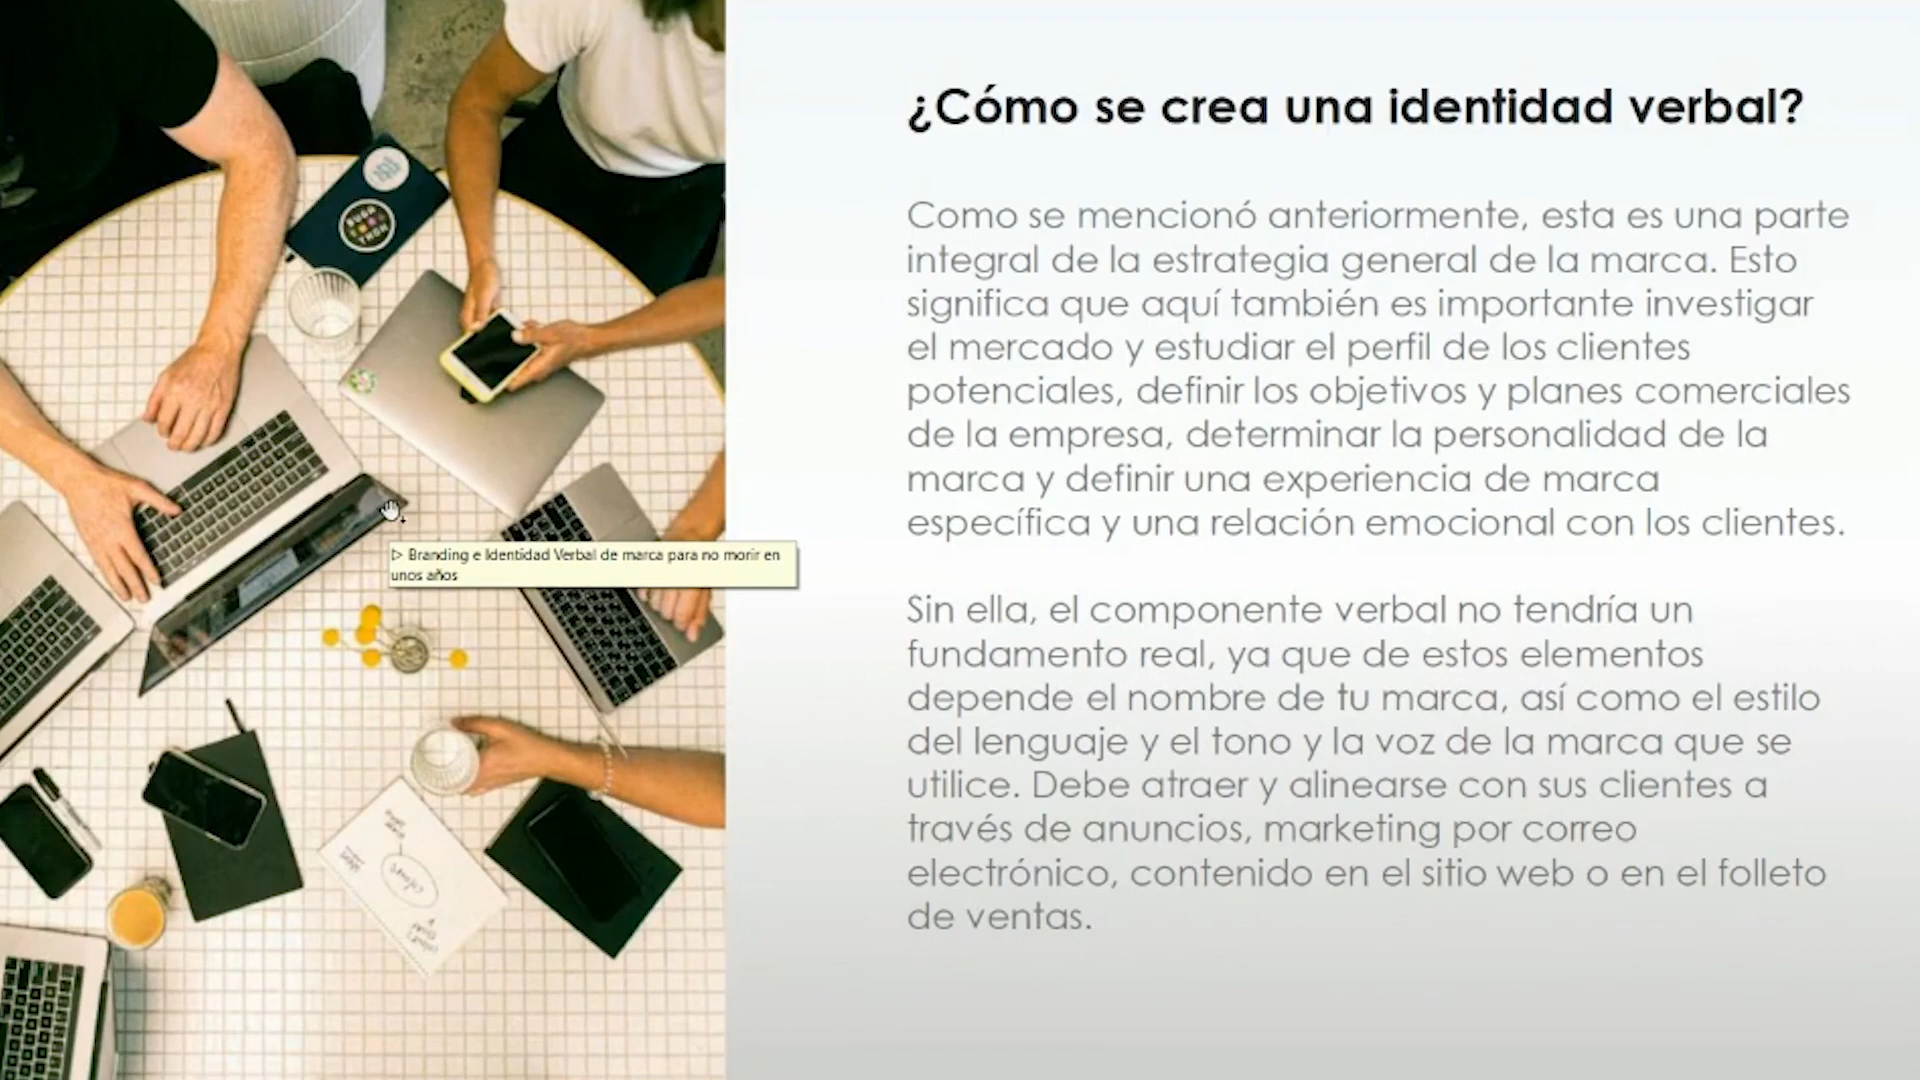 ¿Cómo se crea una identidad verbal?
Como se mencionó anteriormente, esta es una parte
integral de la estrategia general de la marca. Esto
significa que aquí también es importante investigar
el mercado y estudiar el perfil de los clientes
potenciales, definir los objetivos y planes comerciales
de la empresa, determinar la personalidad de la
marca y definir una experiencia de marca
específica y una relación emocional con los clientes.
Sin ella, el componente verbal no tendría un
fundamento real, ya que de estos elementos
depende el nombre de tu marca, así como el estilo
del lenguaje y el tono y la voz de la marca que se
utilice. Debe atraer y alinearse con sus clientes a
través de anuncios, marketing por correo
electrónico, contenido en el sitio web o en el folleto
de ventas.
▷ Branding e Identidad Verbal de marca para no morir en
unos años